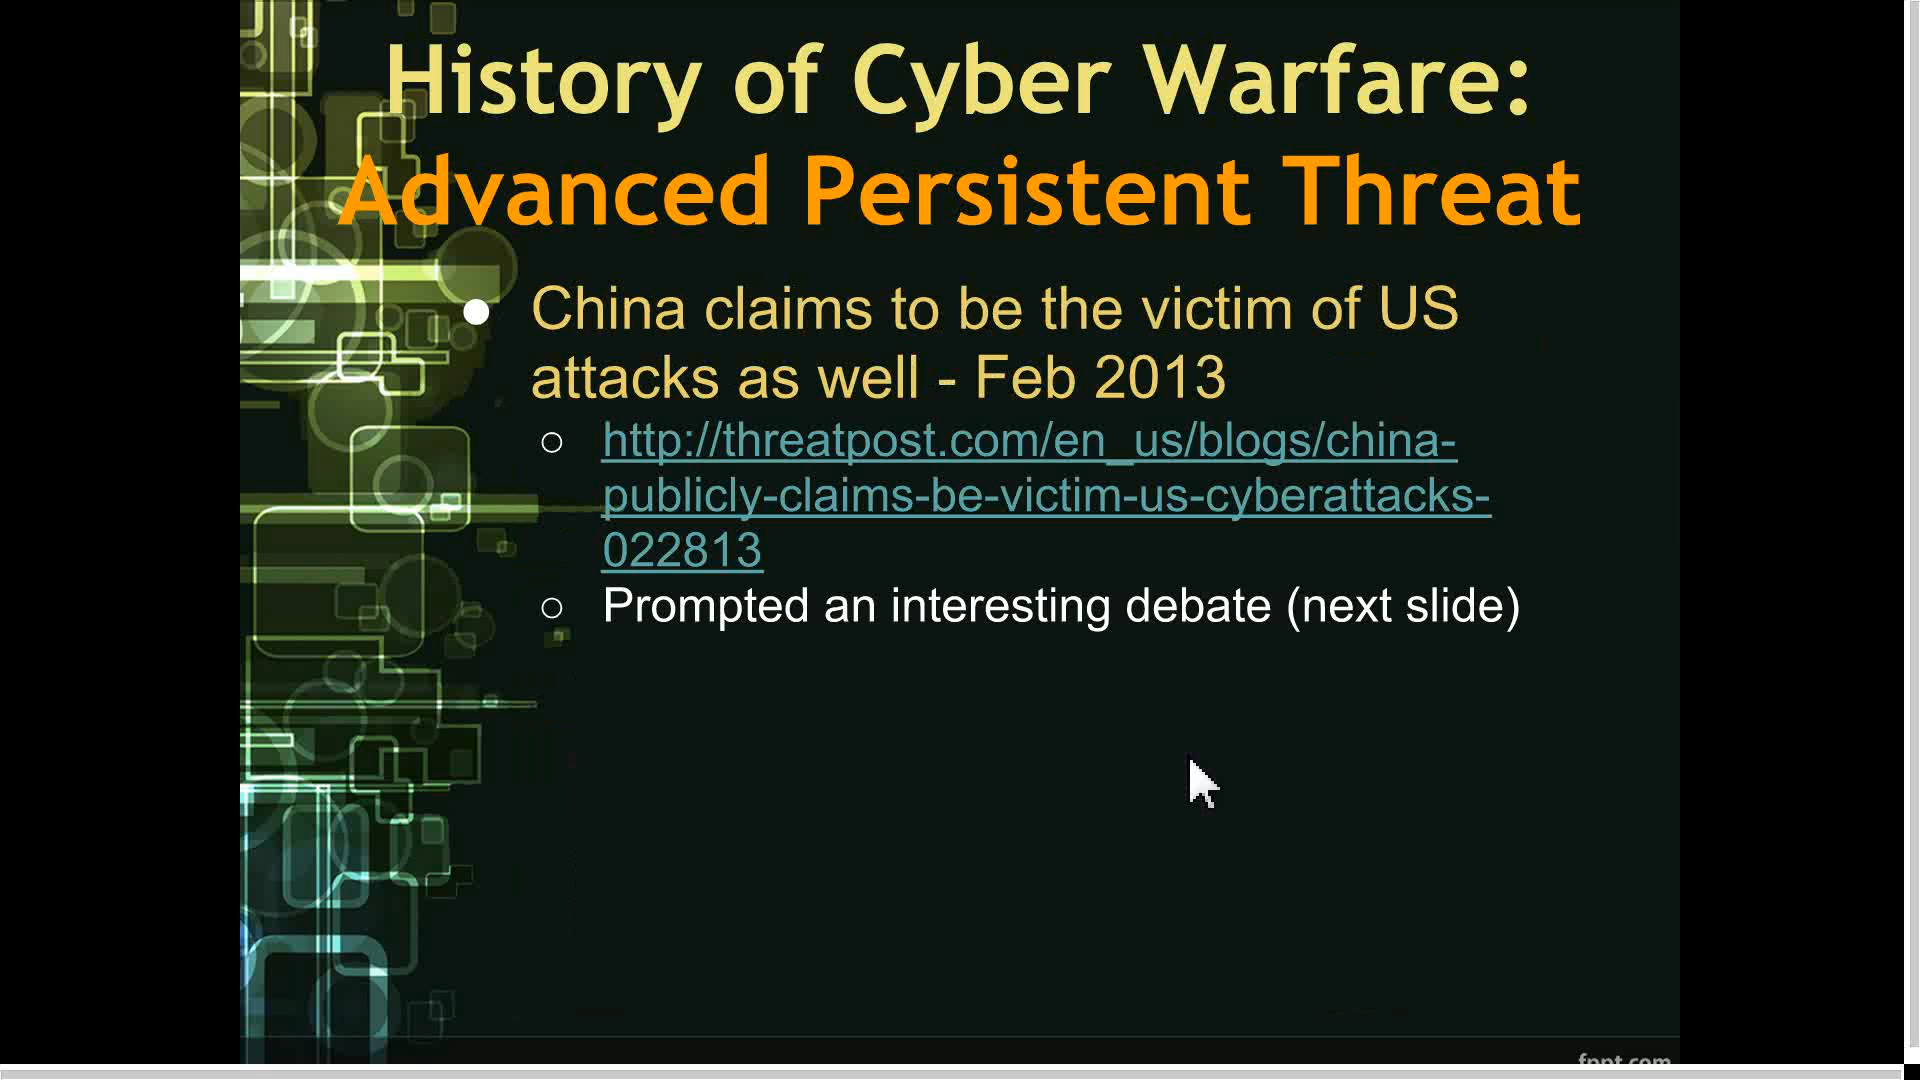 History of Cyber Warfare:
Advanced Persistent Threat
● China claims to be the victim of US
attacks as well - Feb 2013
○ http://threatpost.com/en_us/blogs/china-
publicly-claims-be-victim-us-cyberattacks-
022813
○ Prompted an interesting debate (next slide)
fppt.com